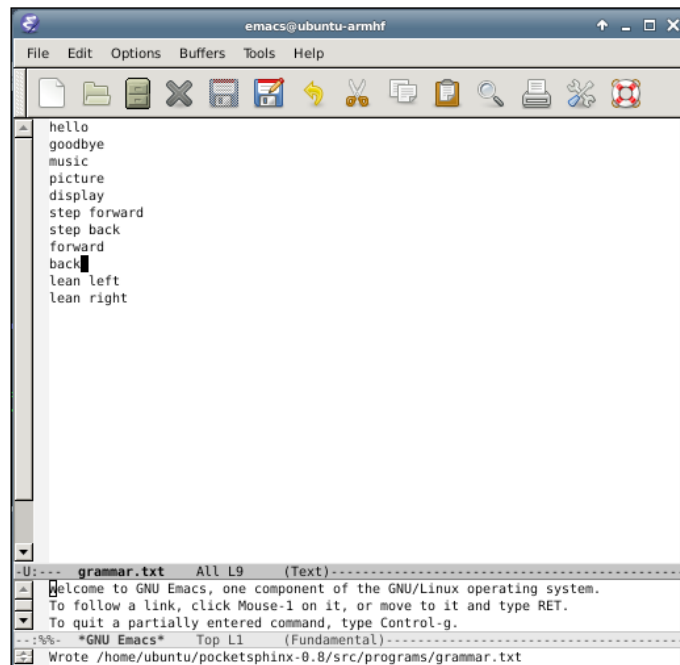 emacs@ubuntu-armhf
File Edit Options Buffers Tools Help
hello
goodbye
music
picture
display
step forward
step back
forward
back
lean left
lean right
-U:--- grammar.txt All L9 (Text)----------------------------------------
Welcome to GNU Emacs, one component of the GNU/Linux operating system.
To follow a link, click Mouse-1 on it, or move to it and type RET.
To quit a partially entered command, type Control-g.
--:%%- *GNU Emacs* Top L1 (Fundamental)--------------------------------
Wrote /home/ubuntu/pocketsphinx-0.8/src/programs/grammar.txt